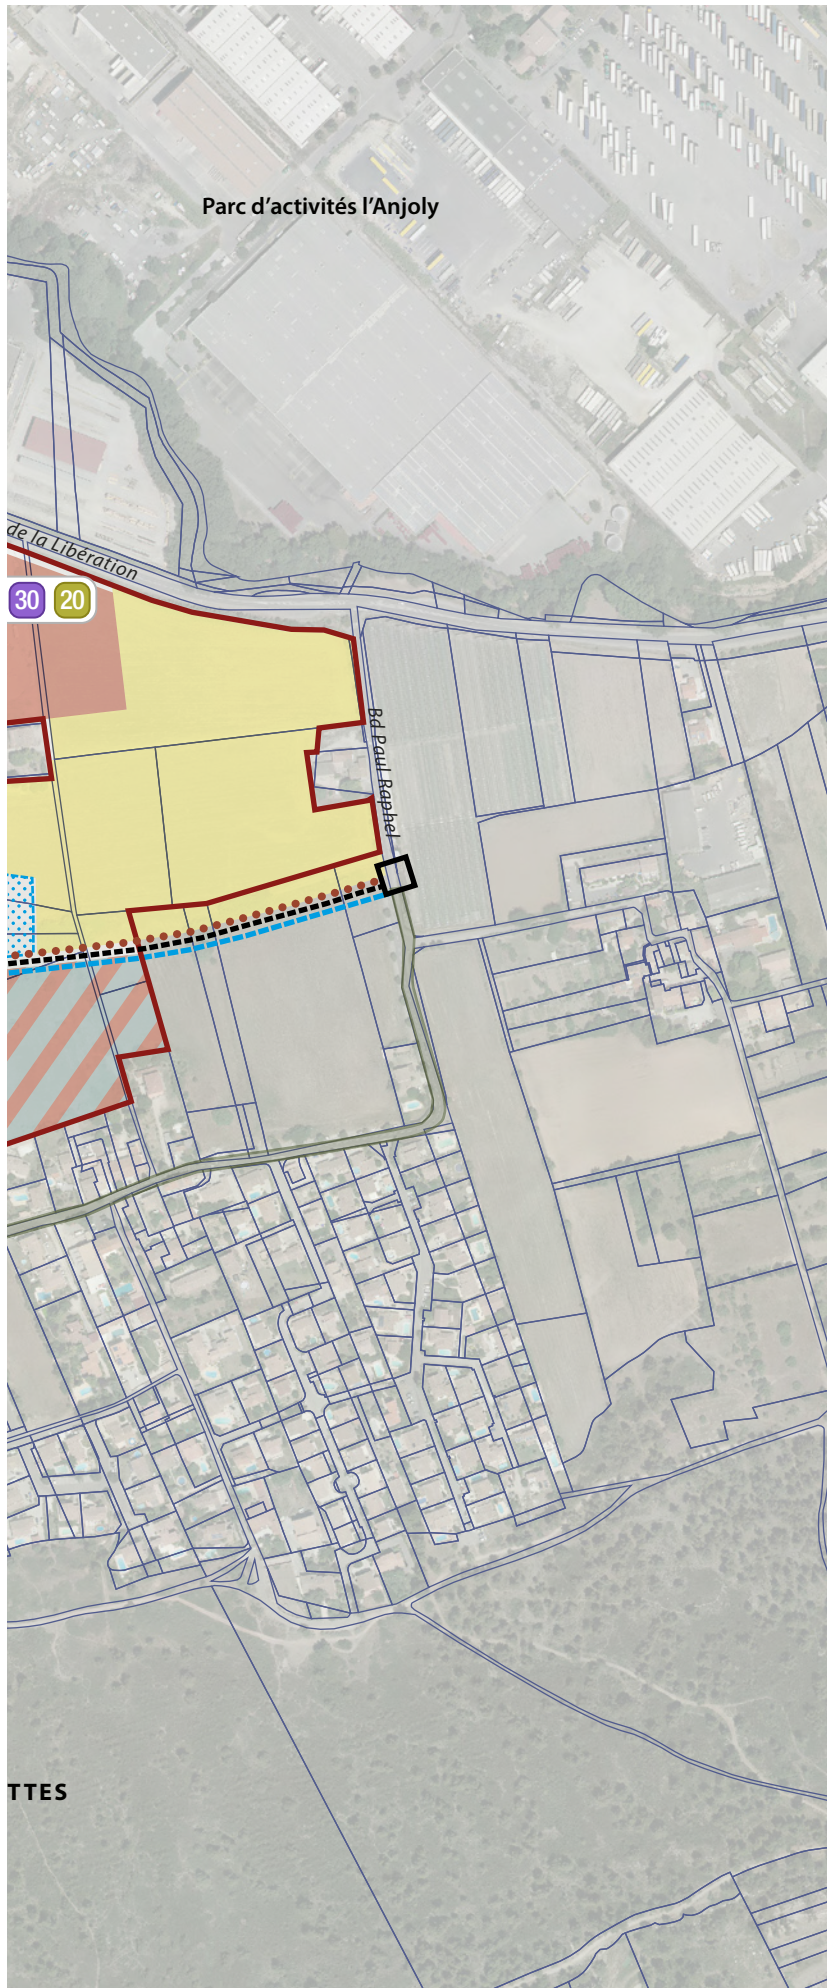 Parc d'activités l'Anjoly
de la Libération
30 20
Bd Paul Raphel
TTES